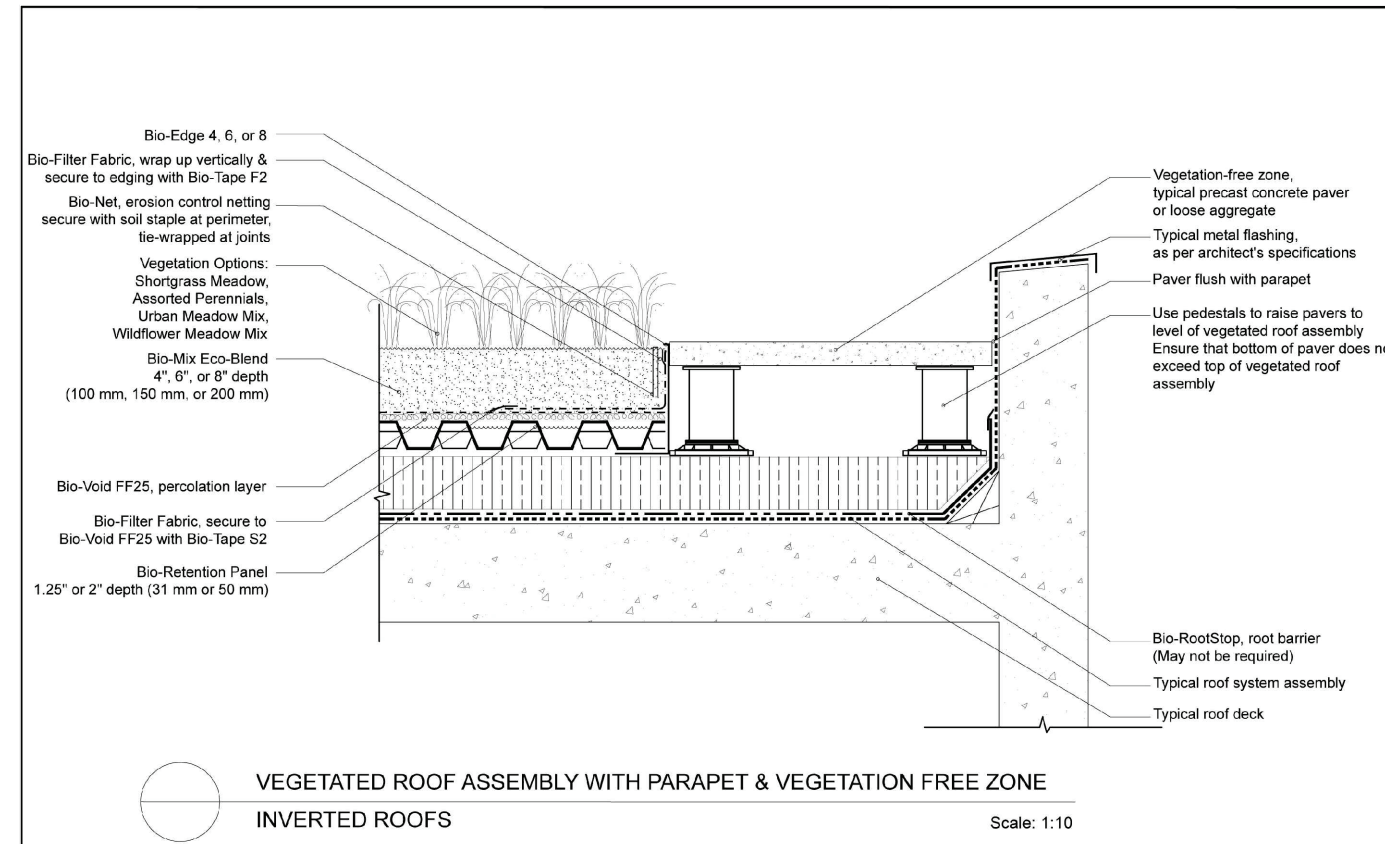 Bio-Edge 4, 6, or 8
Bio-Filter Fabric, wrap up vertically &
secure to edging with Bio-Tape F2
Bio-Net, erosion control netting
secure with soil staple at perimeter,
tie-wrapped at joints
Vegetation Options:
Shortgrass Meadow,
Assorted Perennials,
Urban Meadow Mix,
Wildflower Meadow Mix
Bio-Mix Eco-Blend
4", 6", or 8" depth
(100 mm, 150 mm, or 200 mm)
Bio-Void FF25, percolation layer
Bio-Filter Fabric, secure to
Bio-Void FF25 with Bio-Tape S2
Bio-Retention Panel
1.25" or 2" depth (31 mm or 50 mm)
Vegetation-free zone,
typical precast concrete paver
or loose aggregate
Typical metal flashing,
as per architect's specifications
Paver flush with parapet
Use pedestals to raise pavers to
level of vegetated roof assembly
Ensure that bottom of paver does
exceed top of vegetated roof
assembly
Bio-RootStop, root barrier
(May not be required)
Typical roof system assembly
Typical roof deck
VEGETATED ROOF ASSEMBLY WITH PARAPET & VEGETATION FREE ZONE
INVERTED ROOFS
Scale: 1:10